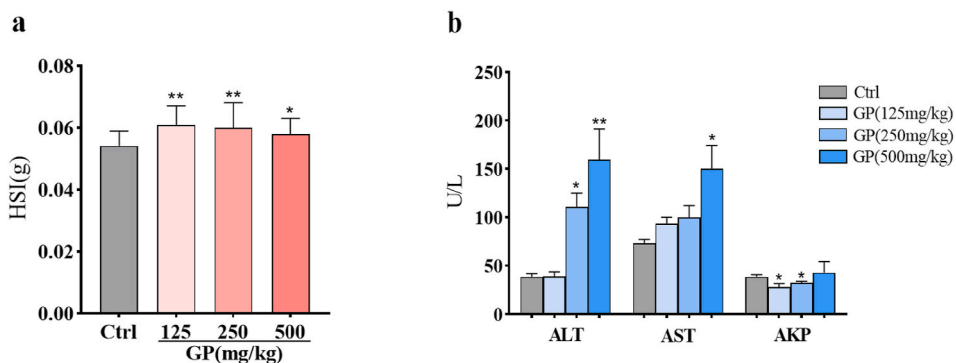 a
HSI(g)
0.08
0.06
0.04
0.02
0.00
**
**
*
Ctrl 125 250 500
GP(mg/kg)
b
U/L
250
200
150
100
50
0
*
**
*
*
*
ALT AST AKP
Ctrl
GP(125mg/kg)
GP(250mg/kg)
GP(500mg/kg)